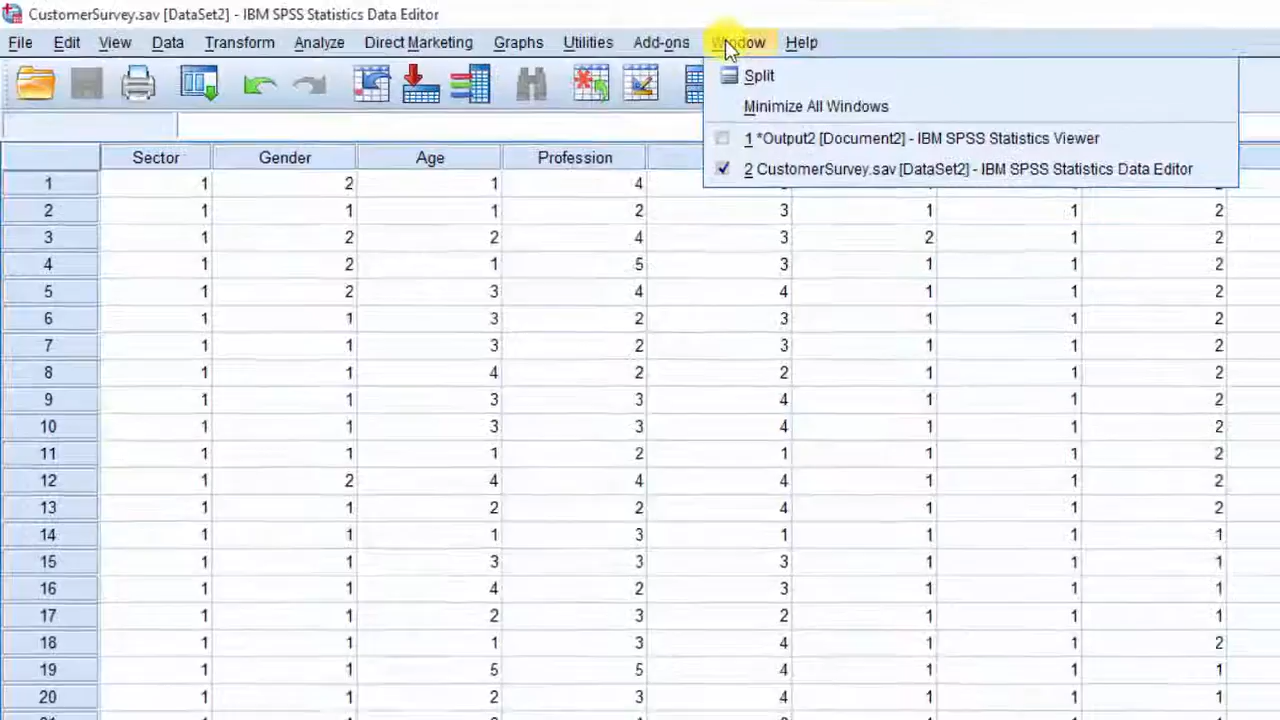 CustomerSurvey.sav [DataSet2] - IBM SPSS Statistics Data Editor
File Edit View Data Transform Analyze Direct Marketing Graphs Utilities Add-ons Window Help
Split
Minimize All Windows
1 *Output2 [Document2] - IBM SPSS Statistics Viewer
2 CustomerSurvey.sav [DataSet2] - IBM SPSS Statistics Data Editor
Sector Gender Age Profession
1 1 2 1 4
2 1 1 1 2 3 1 1 2
3 1 2 2 4 3 2 1 2
4 1 2 1 5 3 1 1 2
5 1 2 3 4 4 1 1 2
6 1 1 3 2 3 1 1 2
7 1 1 3 2 3 1 1 2
8 1 1 4 2 2 1 1 2
9 1 1 3 3 4 1 1 2
10 1 1 3 3 4 1 1 2
11 1 1 1 2 1 1 1 2
12 1 2 4 4 4 1 1 2
13 1 1 2 2 4 1 1 2
14 1 1 1 3 1 1 1 1
15 1 1 3 3 3 1 1 1
16 1 1 4 2 3 1 1 1
17 1 1 2 3 2 1 1 1
18 1 1 1 3 4 1 1 2
19 1 1 5 5 4 1 1 1
20 1 1 2 3 4 1 1 1